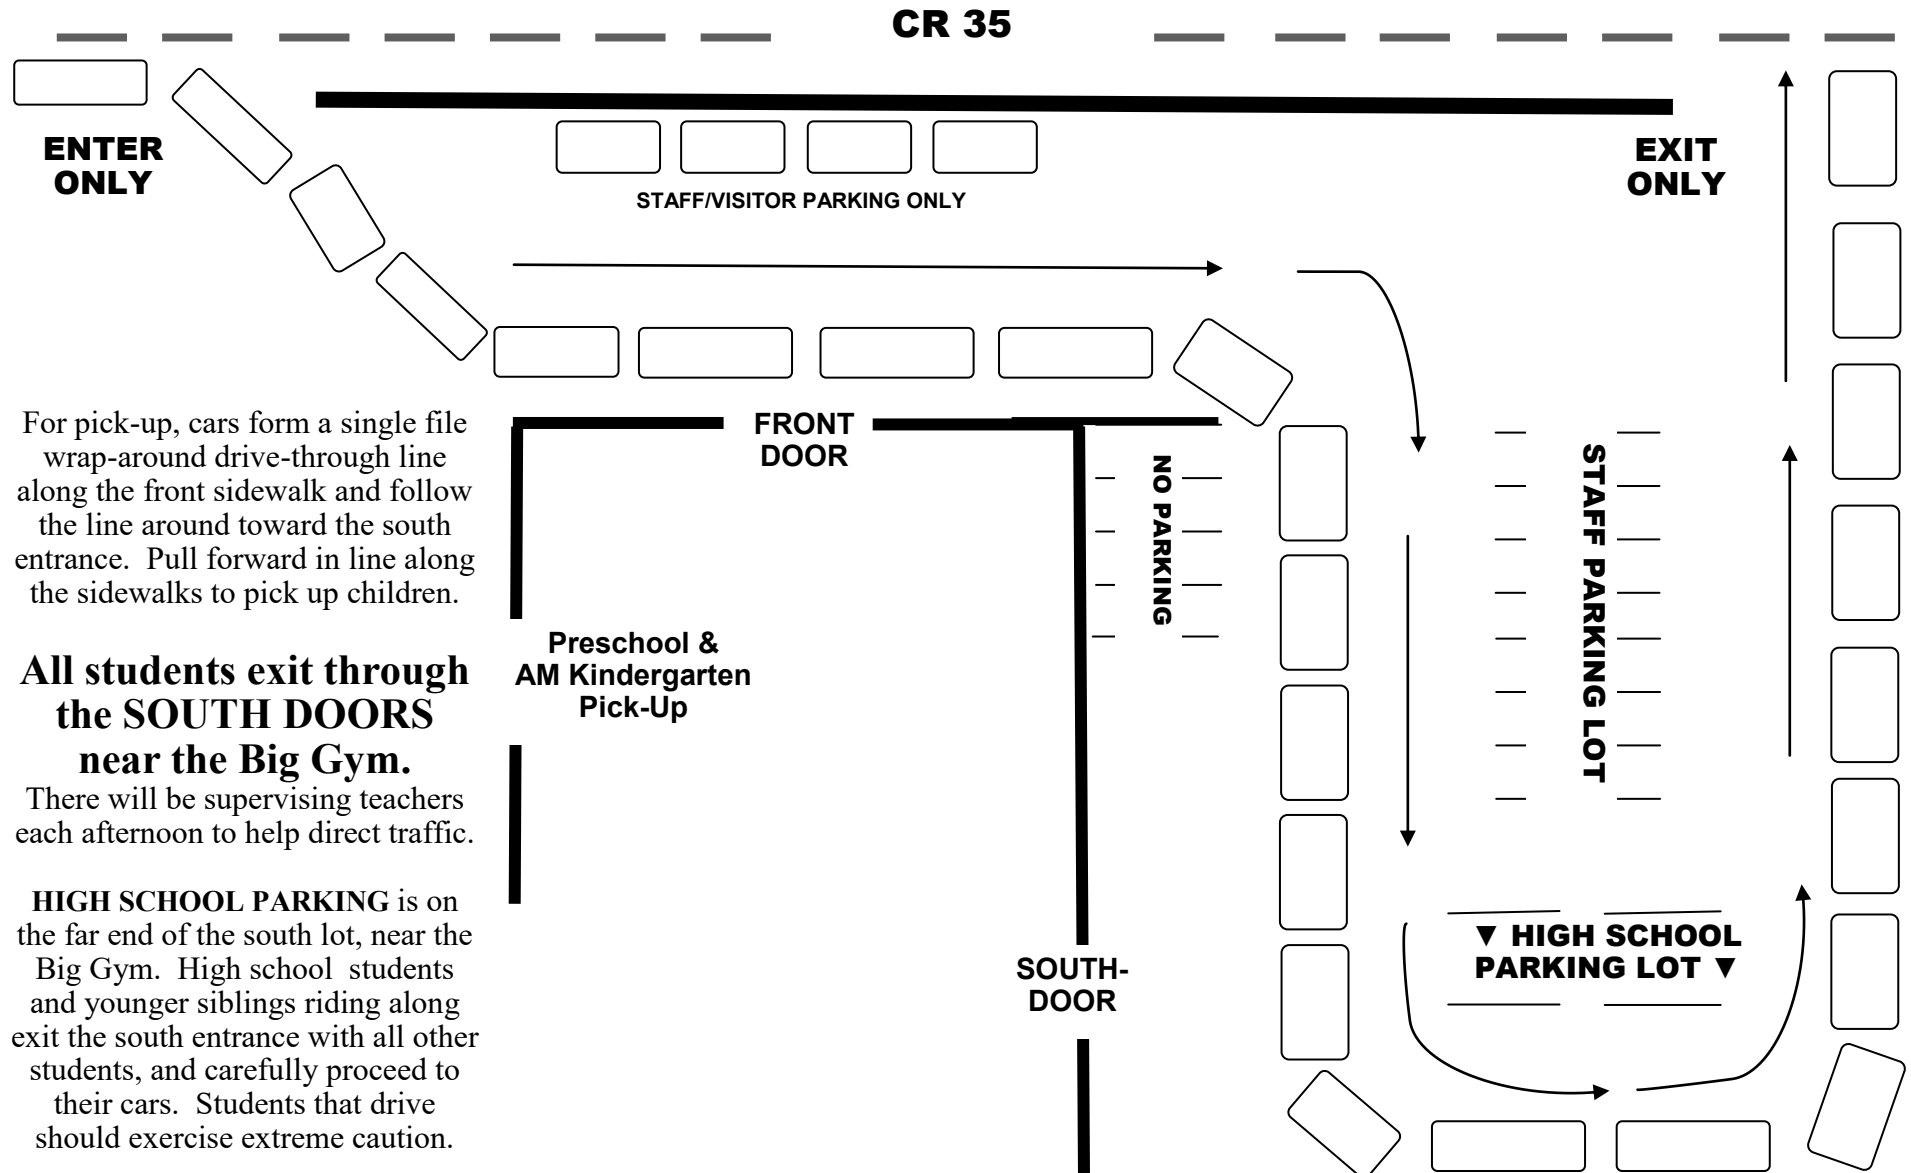 CR 35
ENTER
ONLY
STAFF/VISITOR PARKING ONLY
EXIT
ONLY
For pick-up, cars form a single file
wrap-around drive-through line
along the front sidewalk and follow
the line around toward the south
entrance.  Pull forward in line along
the sidewalks to pick up children.
All students exit through
the SOUTH DOORS
near the Big Gym.
There will be supervising teachers
each afternoon to help direct traffic.
HIGH SCHOOL PARKING is on
the far end of the south lot, near the
Big Gym.  High school  students
and younger siblings riding along
exit the south entrance with all other
students, and carefully proceed to
their cars.  Students that drive
should exercise extreme caution.
FRONT
DOOR
Preschool &
AM Kindergarten
Pick-Up
NO PARKING
SOUTH-
DOOR
STAFF PARKING LOT
▼ HIGH SCHOOL
PARKING LOT ▼